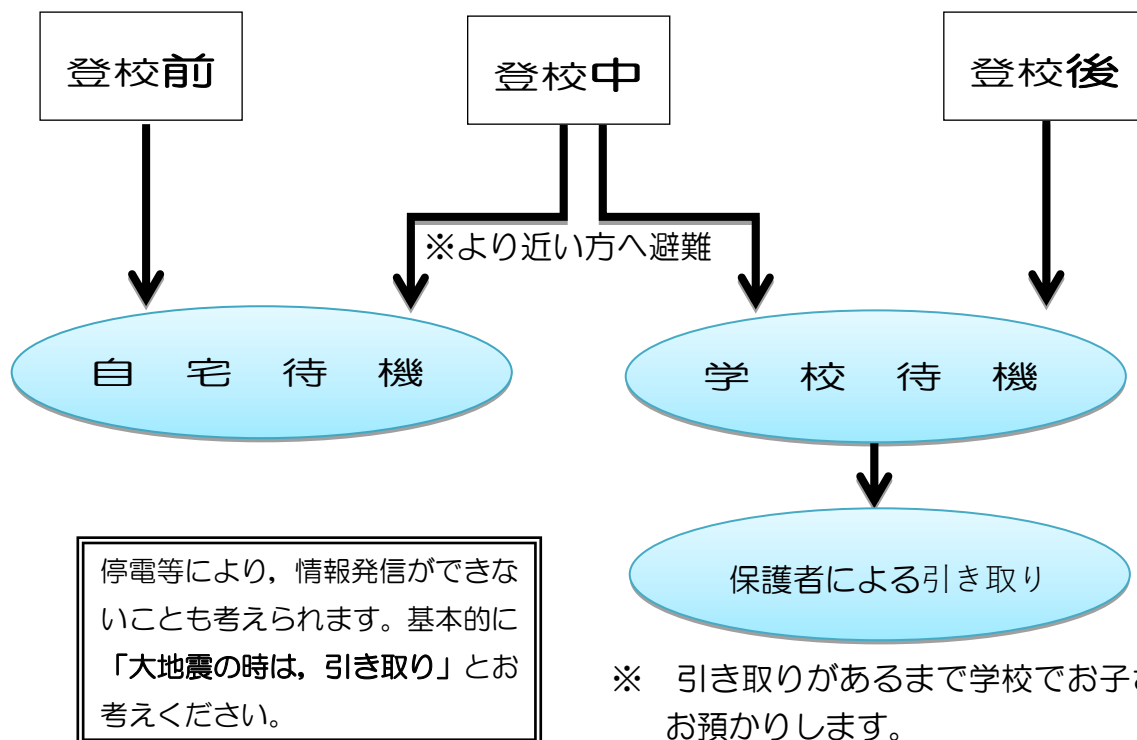 登校前
登校中
登校後
※より近い方へ避難
自宅待機
学校待機
保護者による引き取り
停電等により，情報発信ができな
いことも考えられます。基本的に
「大地震の時は，引き取り」とお
考えください。
※　引き取りがあるまで学校でお子
お預かりします。